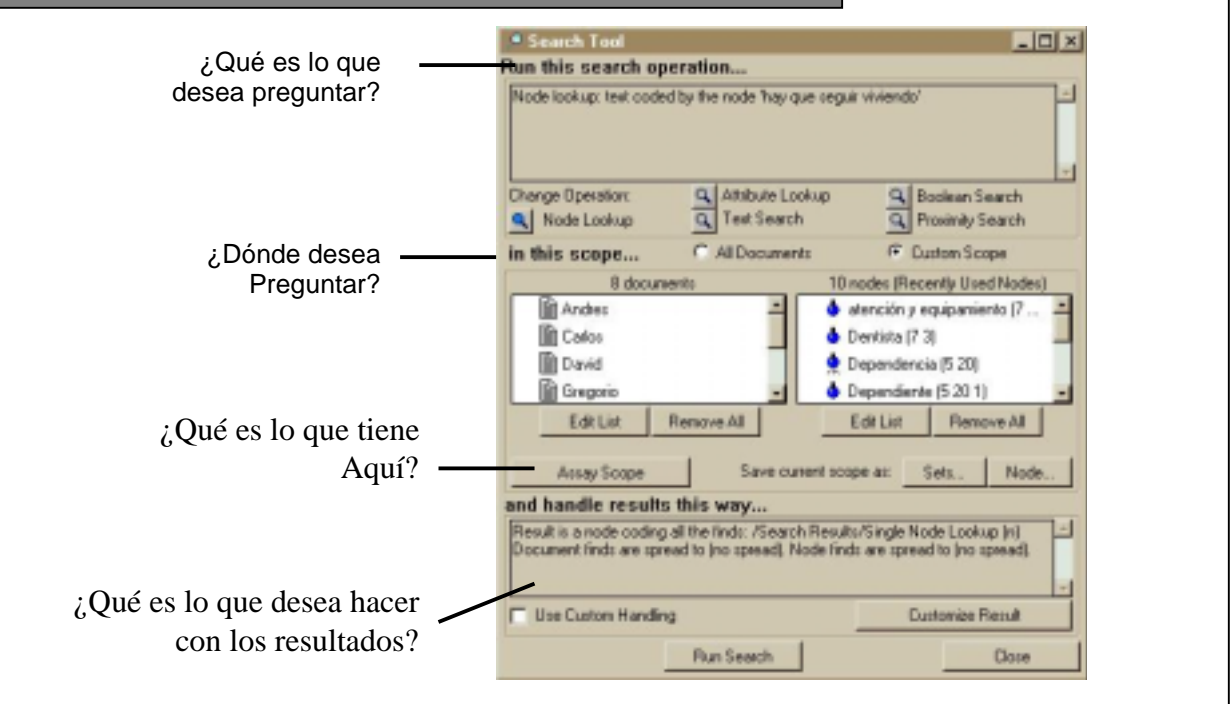 ¿Qué es lo que
desea preguntar?
Search Tool
Run this search operation...
Node lookup: text coded by the node 'hay que seguir viviendo'
Change Operation:
Attribute Lookup
Boolean Search
Node Lookup
Text Search
Proximity Search
¿Dónde desea
Preguntar?
in this scope...
All Documents
Custom Scope
8 documents
10 nodes (Recently Used Nodes)
Andres
atención y equipamiento (7 ...
Carlos
Dentista (7 3)
David
Dependencia (5 20)
Gregorio
Dependiente (5 20 1)
Edit List
Remove All
Edit List
Remove All
¿Qué es lo que tiene
Aquí?
Assay Scope
Save current scope as:
Sets...
Node...
and handle results this way...
Result is a node coding all the finds: /Search Results/Single Node Lookup (n)
Document finds are spread to (no spread). Node finds are spread to (no spread).
¿Qué es lo que desea hacer
con los resultados?
Use Custom Handling
Customize Result
Run Search
Close